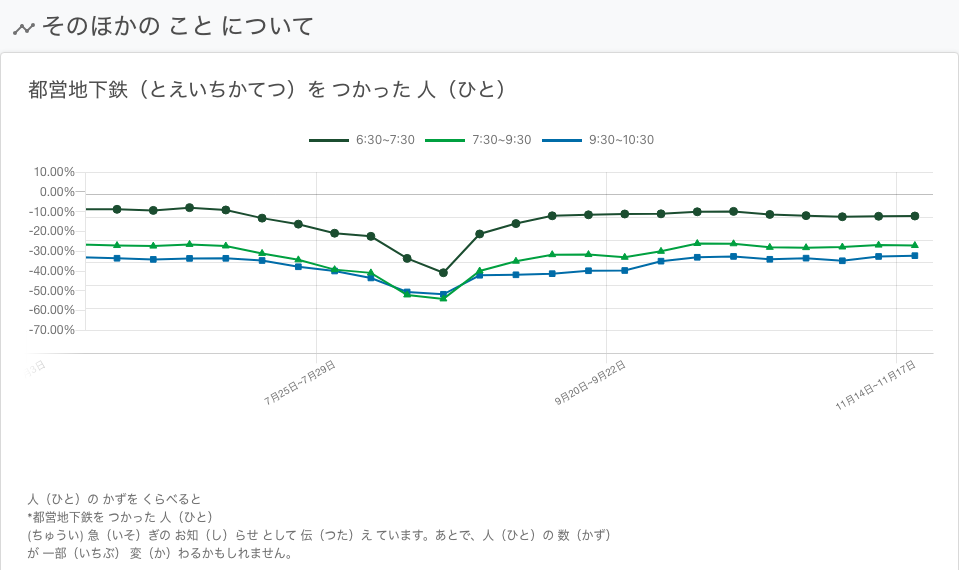 そのほかの こと について
都営地下鉄（とえいちかてつ）を つかった 人（ひと）
6:30~7:30 7:30~9:30 9:30~10:30
10.00%
0.00%
-10.00%
-20.00%
-30.00%
-40.00%
-50.00%
-60.00%
-70.00%
7月25日~7月29日
9月20日~9月22日
11月14日~11月17日
人（ひと）の かずを くらべると
*都営地下鉄を つかった 人（ひと）
(ちゅうい) 急（いそ）ぎの お知（し）らせ として 伝（つた）え ています。あとで、人（ひと）の 数（かず）
が 一部（いちぶ） 変（か）わるかもしれません。